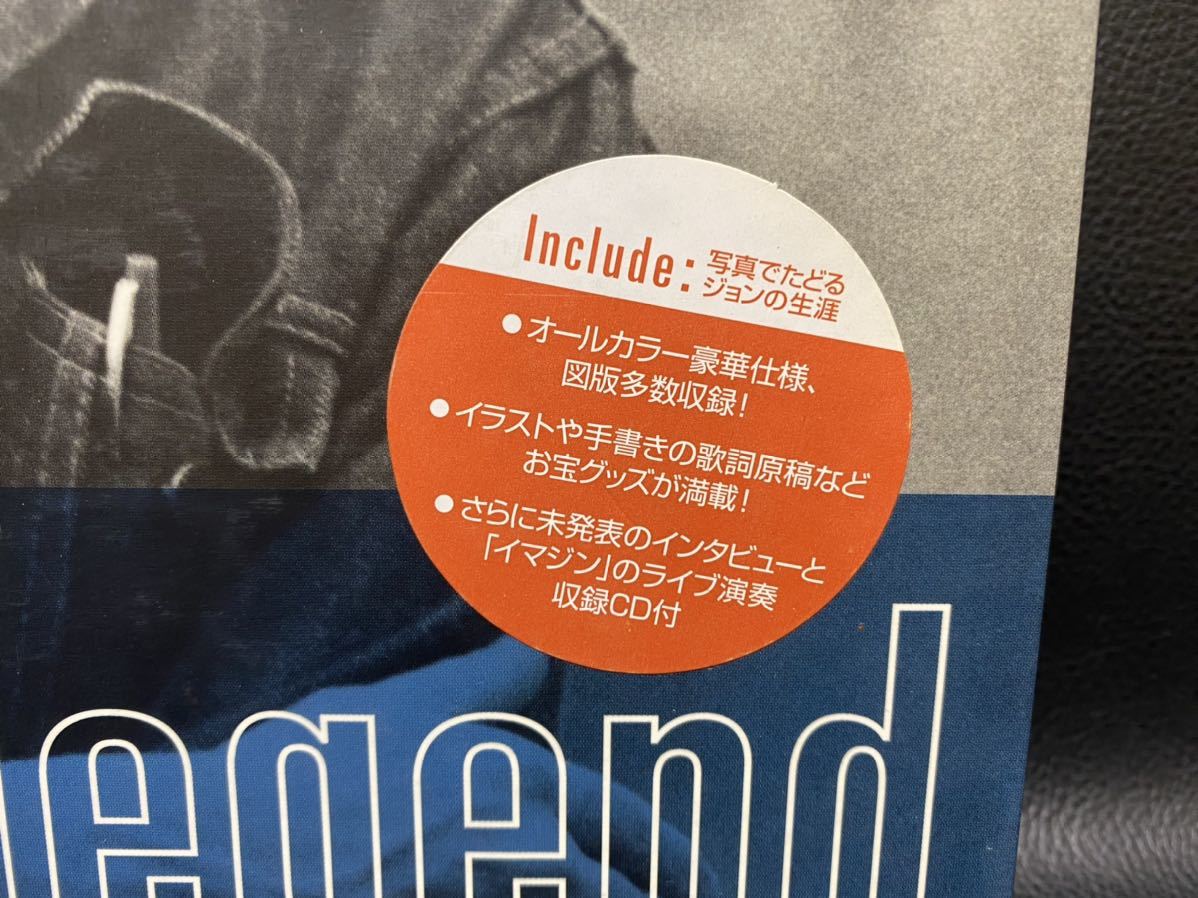 Include: 写真でたどる
ジョンの生涯
●オールカラー豪華仕様、
図版多数収録!
●イラストや手書きの歌詞原稿など
お宝グッズが満載!
●さらに未発表のインタビューと
「イマジン」のライブ演奏
収録CD付
legend